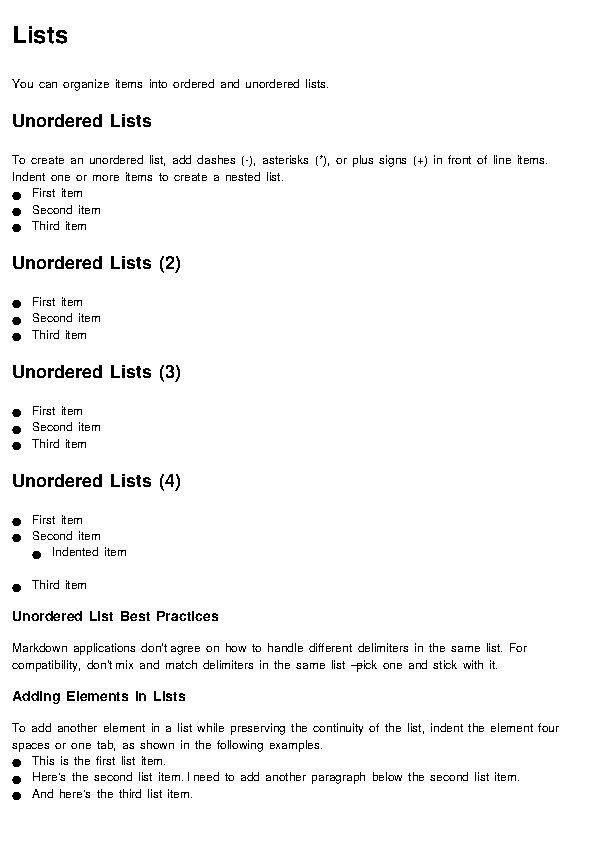 Lists
You can organize items into ordered and unordered lists.
Unordered Lists
To create an unordered list, add dashes (-), asterisks (*), or plus signs (+) in front of line items.
Indent one or more items to create a nested list.
● First item
● Second item
● Third item
Unordered Lists (2)
● First item
● Second item
● Third item
Unordered Lists (3)
● First item
● Second item
● Third item
Unordered Lists (4)
● First item
● Second item
● Indented item
● Third item
Unordered List Best Practices
Markdown applications don't agree on how to handle different delimiters in the same list. For
compatibility, don't mix and match delimiters in the same list —pick one and stick with it.
Adding Elements in Lists
To add another element in a list while preserving the continuity of the list, indent the element four
spaces or one tab, as shown in the following examples.
● This is the first list item.
● Here's the second list item. I need to add another paragraph below the second list item.
● And here's the third list item.